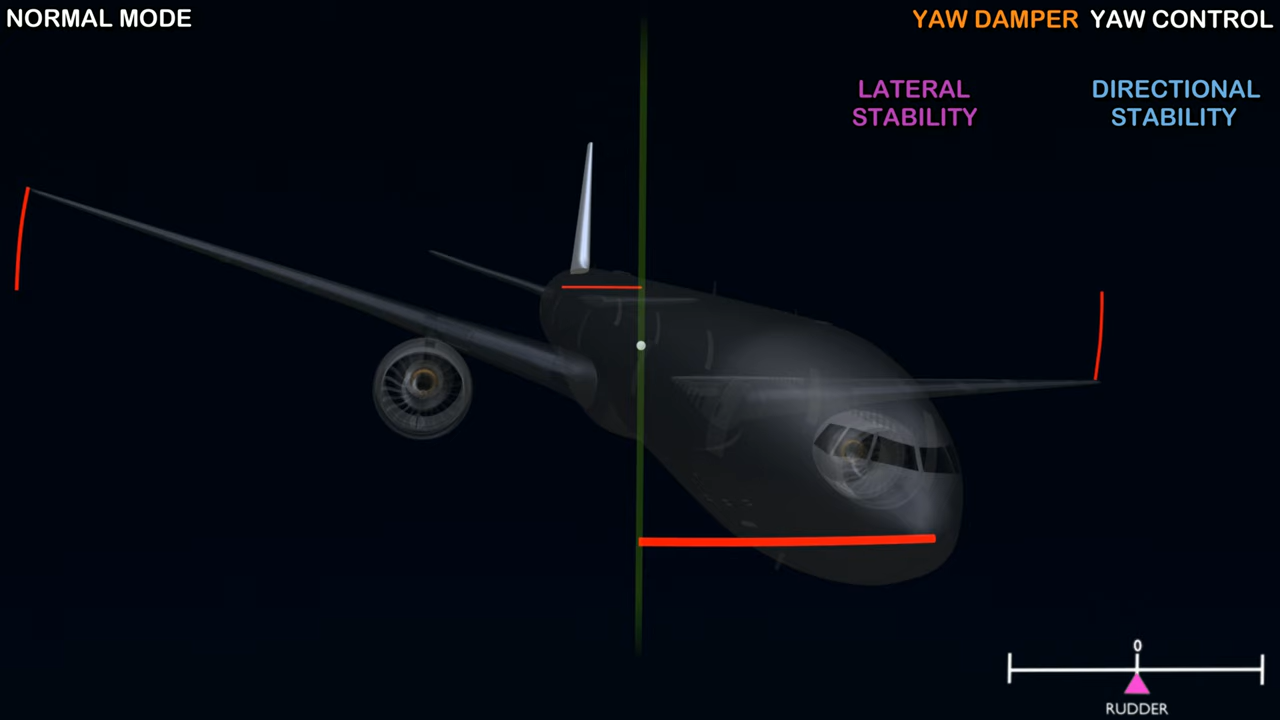 NORMAL MODE
YAW DAMPER YAW CONTROL
LATERAL
STABILITY
DIRECTIONAL
STABILITY
0
RUDDER